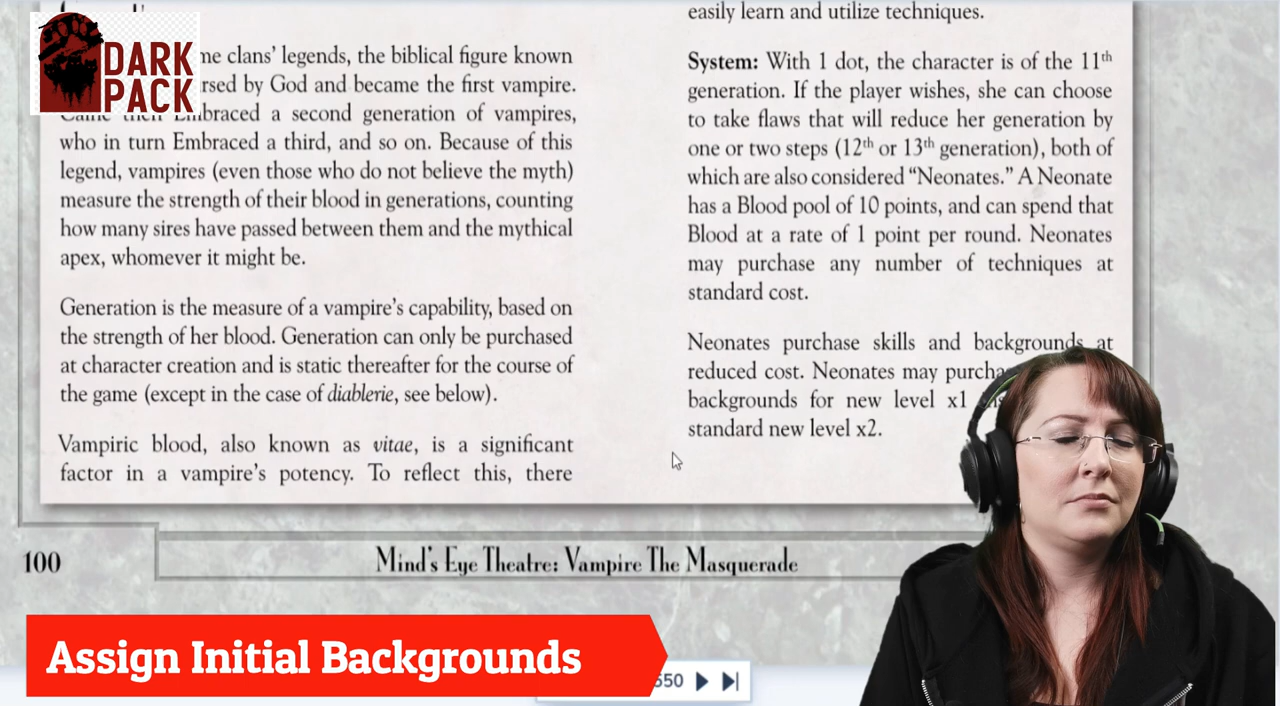 DARK
PACK
me clans' legends, the biblical figure known
rsed by God and became the first vampire.
Caine then Embraced a second generation of vampires,
who in turn Embraced a third, and so on. Because of this
legend, vampires (even those who do not believe the myth)
measure the strength of their blood in generations, counting
how many sires have passed between them and the mythical
apex, whomever it might be.
Generation is the measure of a vampire's capability, based on
the strength of her blood. Generation can only be purchased
at character creation and is static thereafter for the course of
the game (except in the case of diablerie, see below).
Vampiric blood, also known as vitae, is a significant
factor in a vampire's potency. To reflect this, there
easily learn and utilize techniques.
System: With 1 dot, the character is of the 11th
generation. If the player wishes, she can choose
to take flaws that will reduce her generation by
one or two steps (12th or 13th generation), both of
which are also considered “Neonates.” A Neonate
has a Blood pool of 10 points, and can spend that
Blood at a rate of 1 point per round. Neonates
may purchase any number of techniques at
standard cost.
Neonates purchase skills and backgrounds at
reduced cost. Neonates may purcha
backgrounds for new level x1
standard new level x2.
100
Mind's Eye Theatre: Vampire The Masquerade
Assign Initial Backgrounds
650